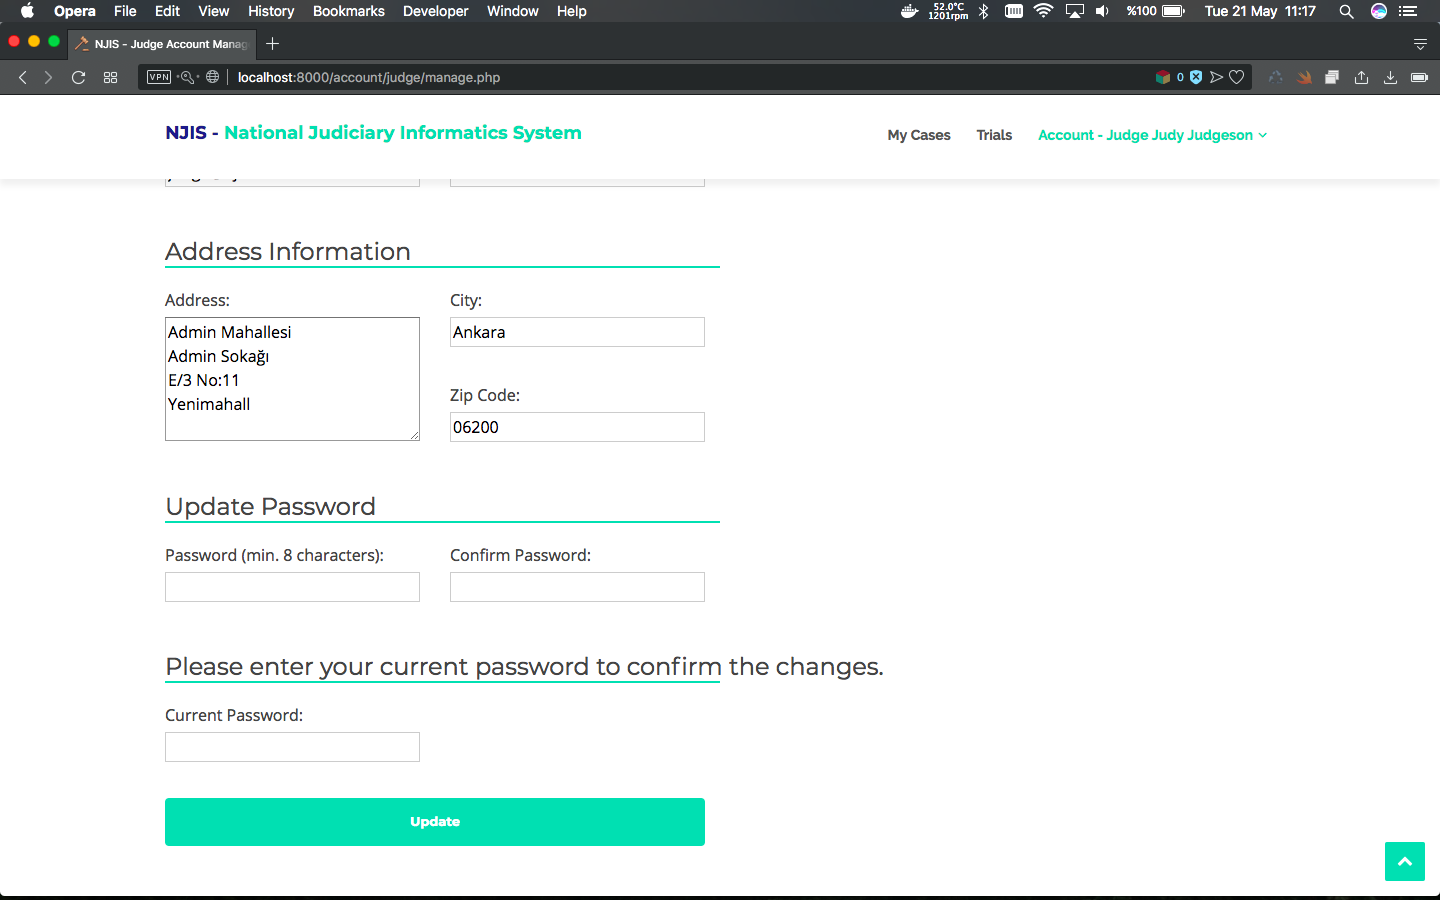 Opera File Edit View History Bookmarks Developer Window Help 52.0°C 1201rpm %100 Tue 21 May 11:17
NJIS - Judge Account Manag
VPN localhost:8000/account/judge/manage.php 0
NJIS - National Judiciary Informatics System
My Cases Trials Account - Judge Judy Judgeson
Address Information
Address: City:
Admin Mahallesi Ankara
Admin Sokağı
E/3 No:11
Zip Code:
Yenimahall
06200
Update Password
Password (min. 8 characters): Confirm Password:
Please enter your current password to confirm the changes.
Current Password:
Update